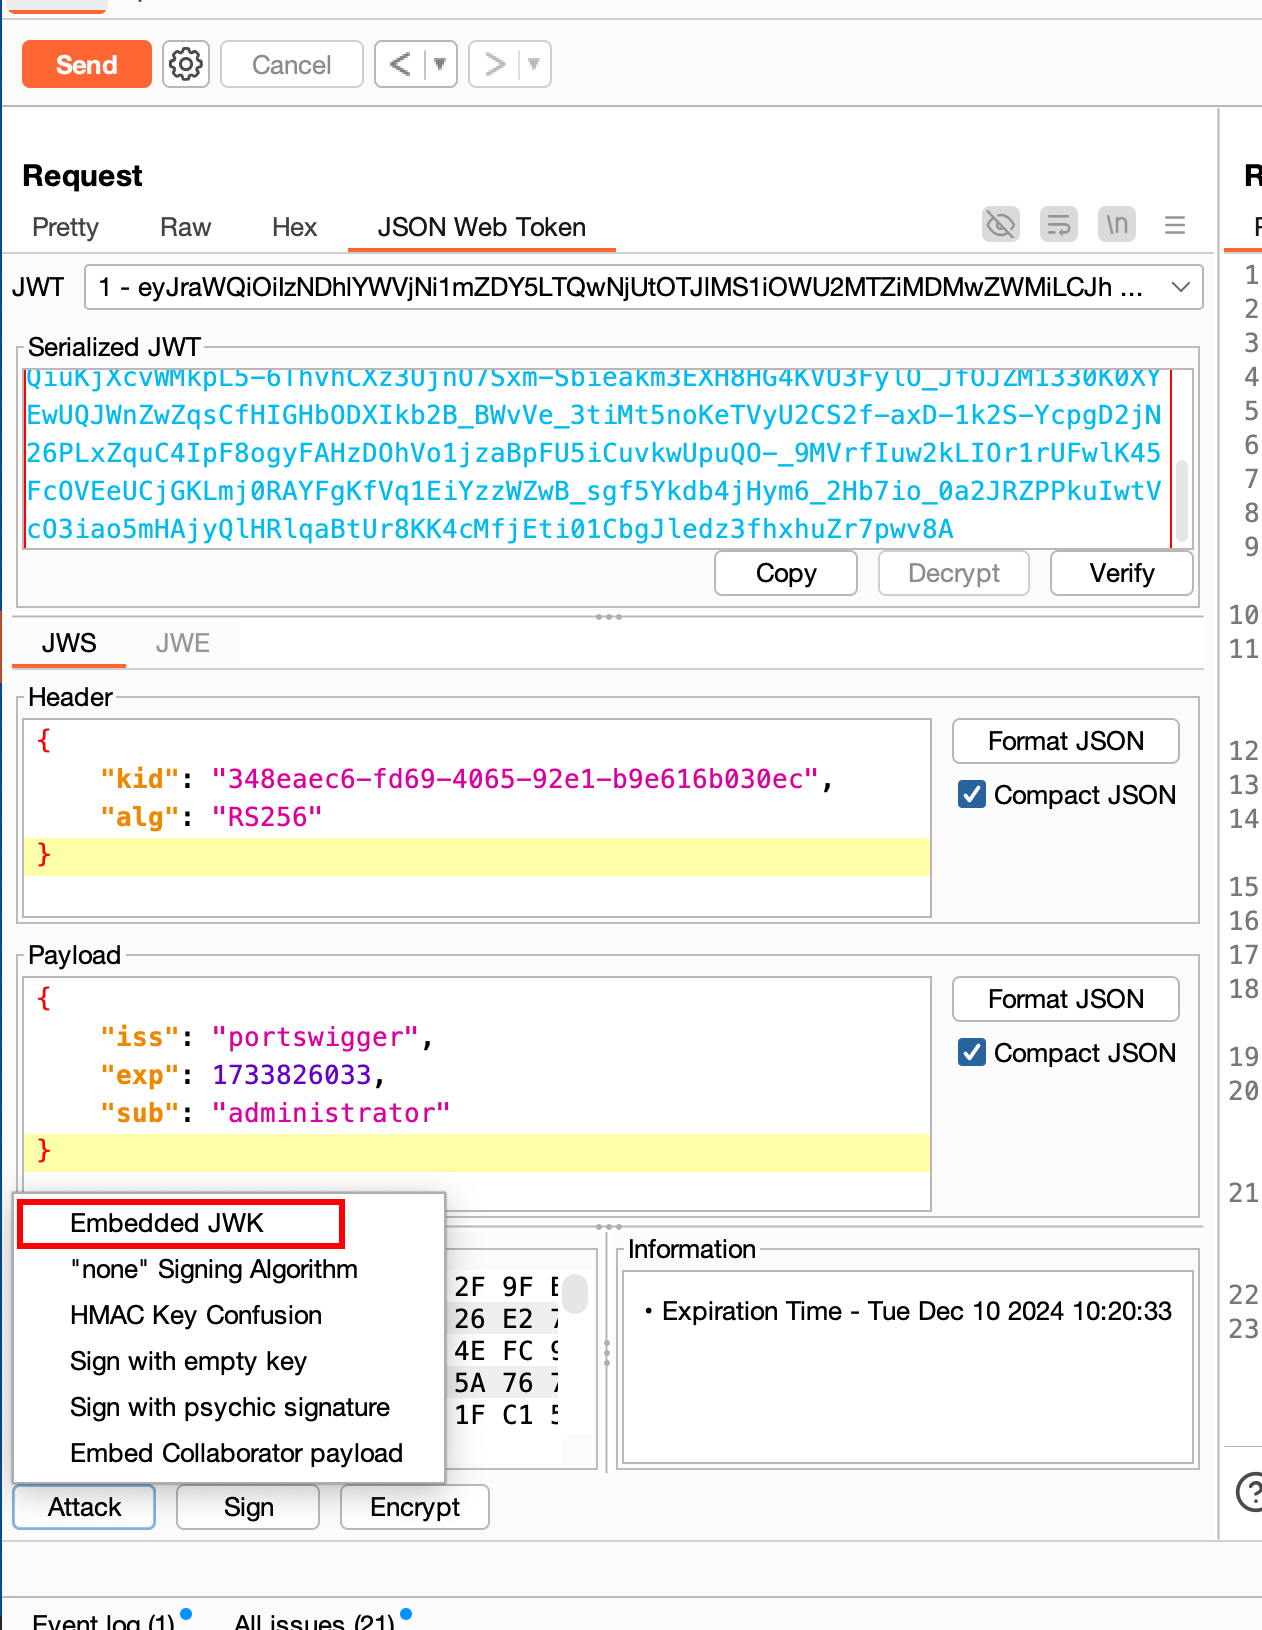 Send
Cancel
< ▼
> ▼
Request
Pretty Raw Hex JSON Web Token
\n
JWT
1 - eyJraWQiOiIzNDhlYWVjNi1mZDY5LTQwNjUtOTJlMS1iOWU2MTZiMDMwZWMiLCJh ...
Serialized JWT
QiuKjXcvWMkpL5-6ThvhCXz3UjnO7Sxm-Sbieakm3EXH8HG4KVU3FylO_JfOJZM1330K0XY
EwUQJWnZwZqsCfHIGHbODXIkb2B_BWvVe_3tiMt5noKeTVyU2CS2f-axD-1k2S-YcpgD2jN
26PLxZquC4IpF8ogyFAHzDOhVo1jzaBpFU5iCuvkwUpuQO-_9MVrfIuw2kLIOr1rUFwlK45
FcOVEeUCjGKLmj0RAYFgKfVq1EiYzzWZwB_sgf5Ykdb4jHym6_2Hb7io_0a2JRZPPkuIwtV
cO3iao5mHAjyQlHRlqaBtUr8KK4cMfjEti01CbgJledz3fhxhuZr7pwv8A
Copy Decrypt Verify
JWS JWE
Header
{
"kid": "348eaec6-fd69-4065-92e1-b9e616b030ec",
"alg": "RS256"
}
Format JSON
Compact JSON
Payload
{
"iss": "portswigger",
"exp": 1733826033,
"sub": "administrator"
}
Format JSON
Compact JSON
Embedded JWK
"none" Signing Algorithm
HMAC Key Confusion
Sign with empty key
Sign with psychic signature
Embed Collaborator payload
2F 9F
26 E2
4E FC
5A 76
1F C1
Information
• Expiration Time - Tue Dec 10 2024 10:20:33
Attack Sign Encrypt
Event log (1) All issues (21)
1
2
3
4
5
6
7
8
9
10
11
12
13
14
15
16
17
18
19
20
21
22
23